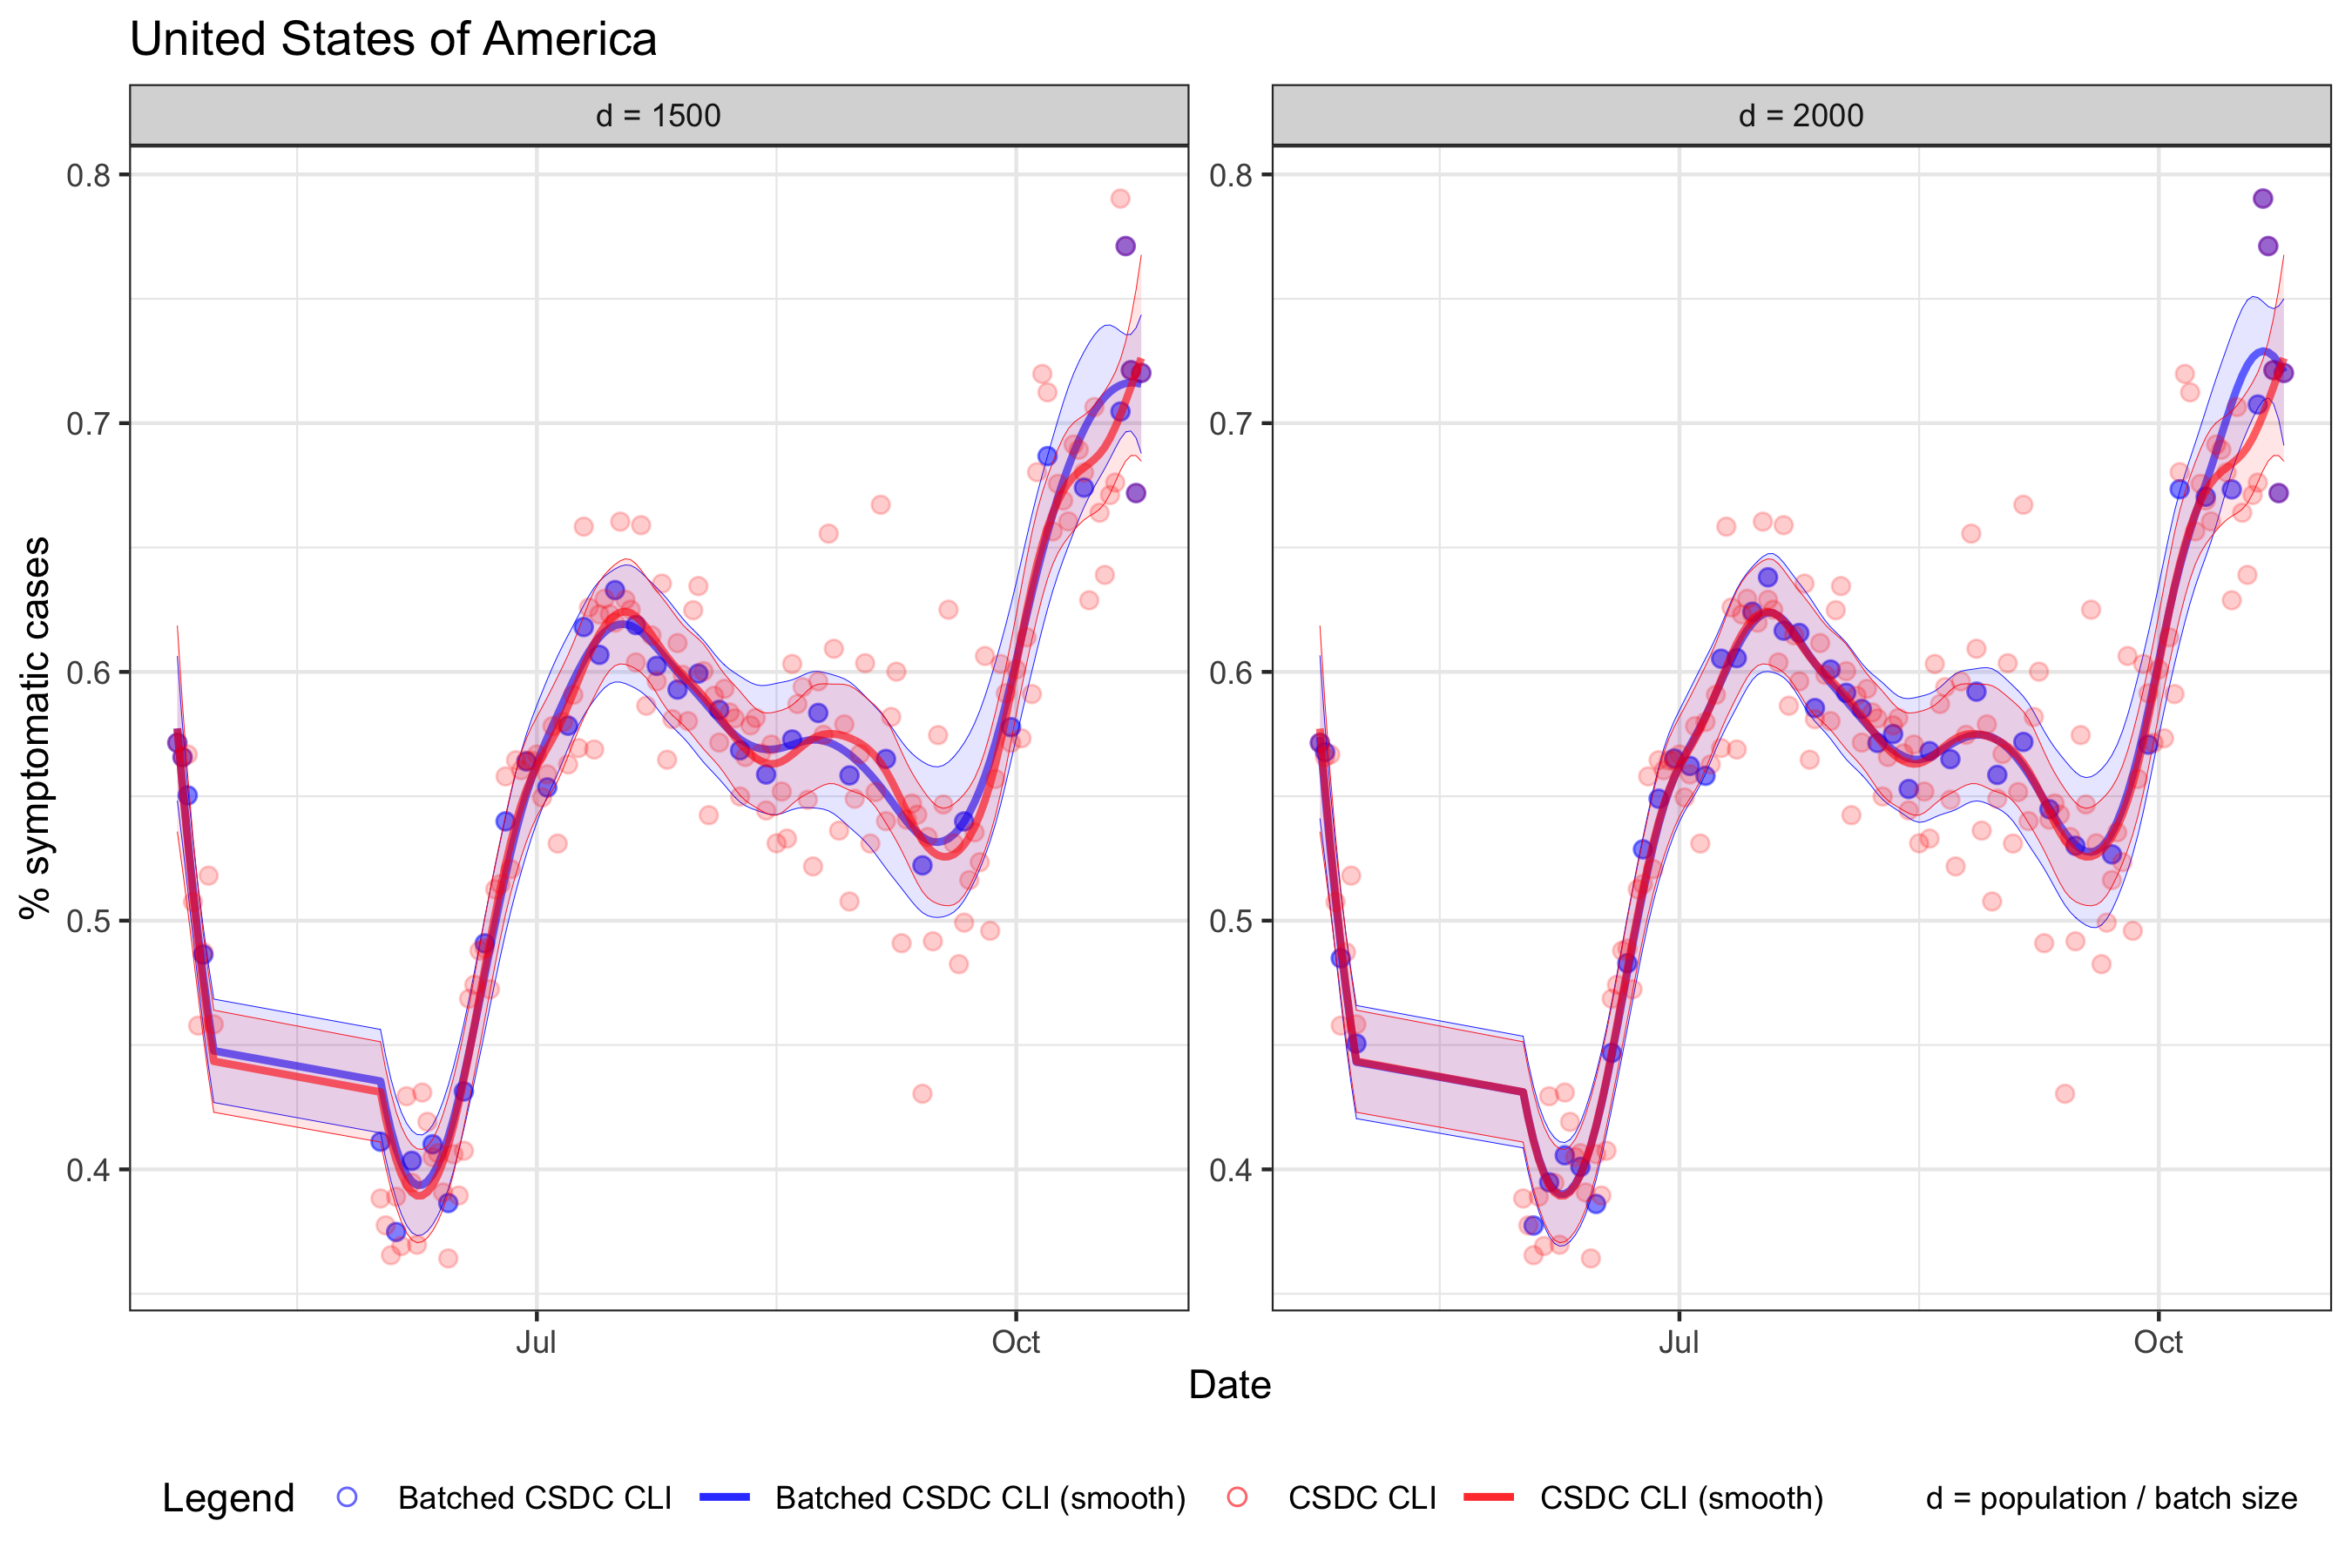 United States of America
d = 1500
d = 2000
% symptomatic cases
0.8
0.7
0.6
0.5
0.4
0.8
0.7
0.6
0.5
0.4
Jul
Oct
Jul
Oct
Date
Legend
Batched CSDC CLI
Batched CSDC CLI (smooth)
CSDC CLI
CSDC CLI (smooth)
d = population / batch size